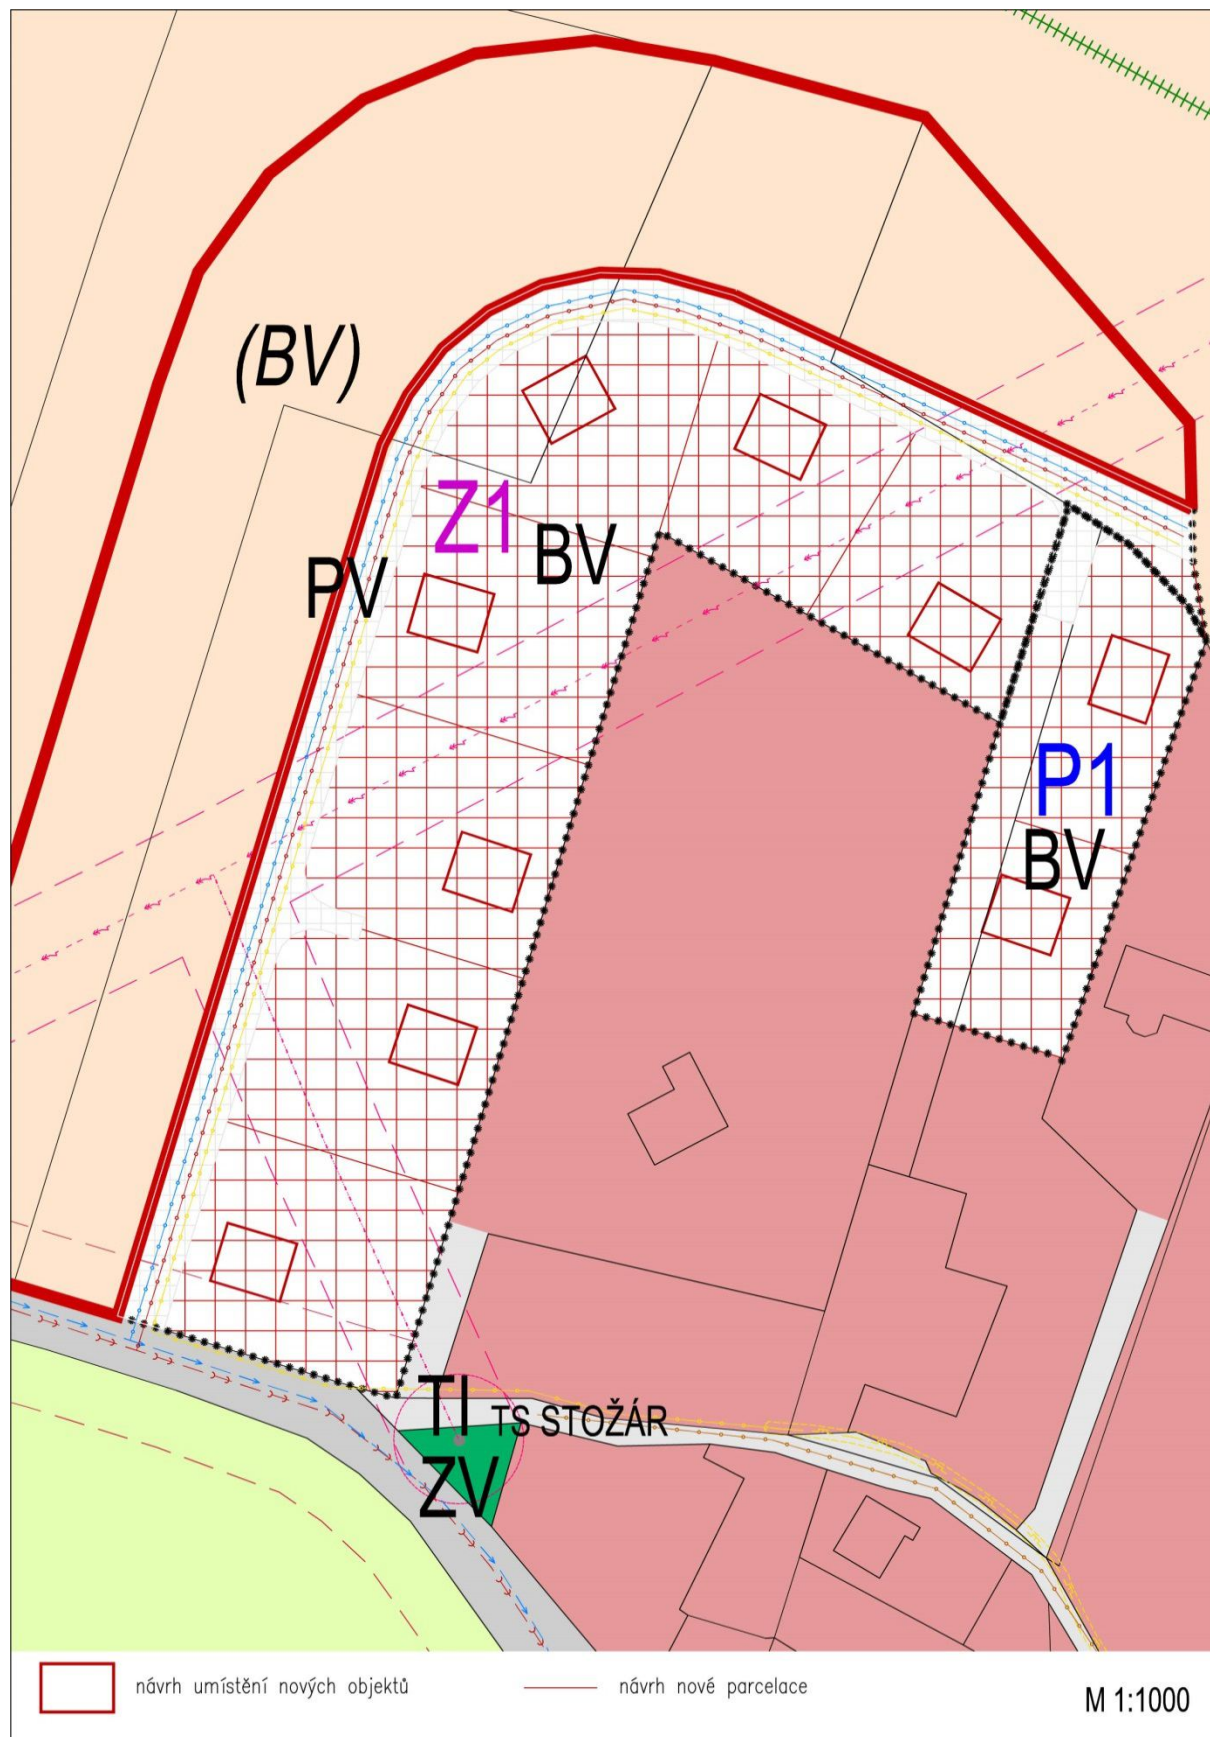 (BV)
Z1
BV
PV
P1
BV
TI
TS STOŽÁR
ZV
návrh umístění nových objektů
návrh nové parcelace
M 1:1000